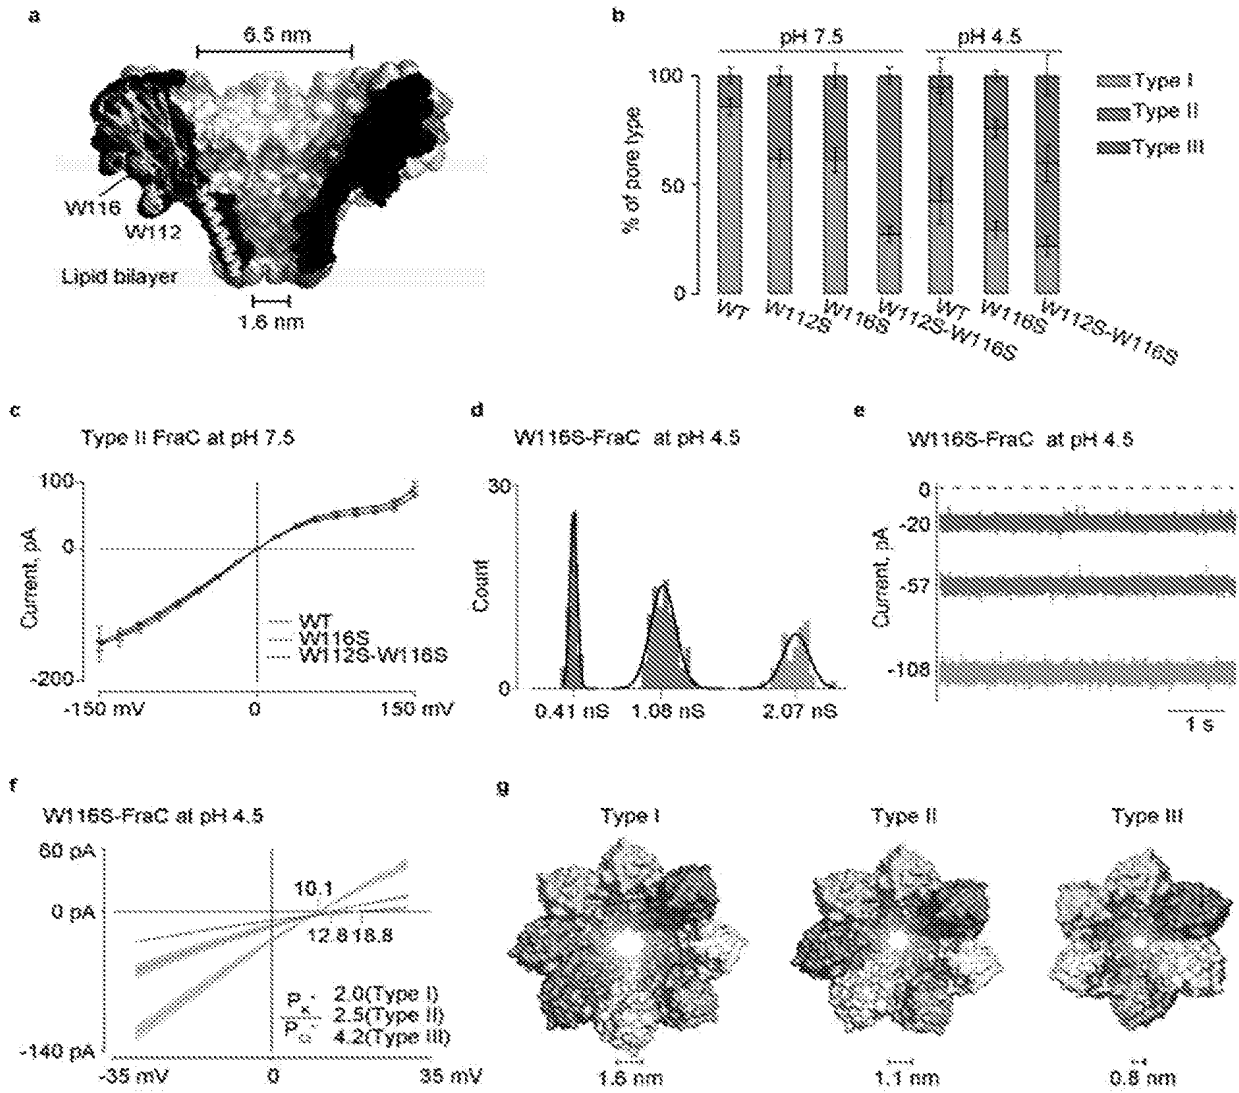 a
6.5 nm
W116
W112
Lipid bilayer
1.6 nm
b
pH 7.5
pH 4.5
% of pore type
100
50
0
WT
W112S
W116S
W112S-W116S
WT
W116S
W112S-W116S
Type I
Type II
Type III
c
Type II FraC at pH 7.5
Current, pA
100
0
-200
-150 mV
0
150 mV
WT
W116S
W112S-W116S
d
W116S-FraC at pH 4.5
Count
30
0
0.41 nS
1.08 nS
2.07 nS
e
W116S-FraC at pH 4.5
Current, pA
0
-20
-57
-108
1 s
f
W116S-FraC at pH 4.5
60 pA
0 pA
-140 pA
10.1
12.8
18.8
PK+
PCl-
2.0(Type I)
2.5(Type II)
4.2(Type III)
-35 mV
0
35 mV
g
Type I
Type II
Type III
1.6 nm
1.1 nm
0.8 nm